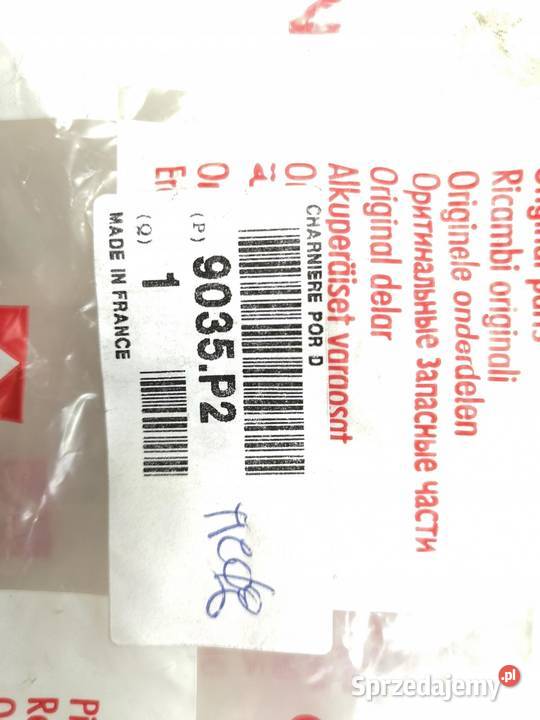 Ricambi originali
Originele onderdelen
Оритинальные Запасные части
Original delar
Alkuperäiset varaosat
CHARNIERE POR D
(P) 9035.P2
(Q) 1
MADE IN FRANCE
Sprzedajemy.pl